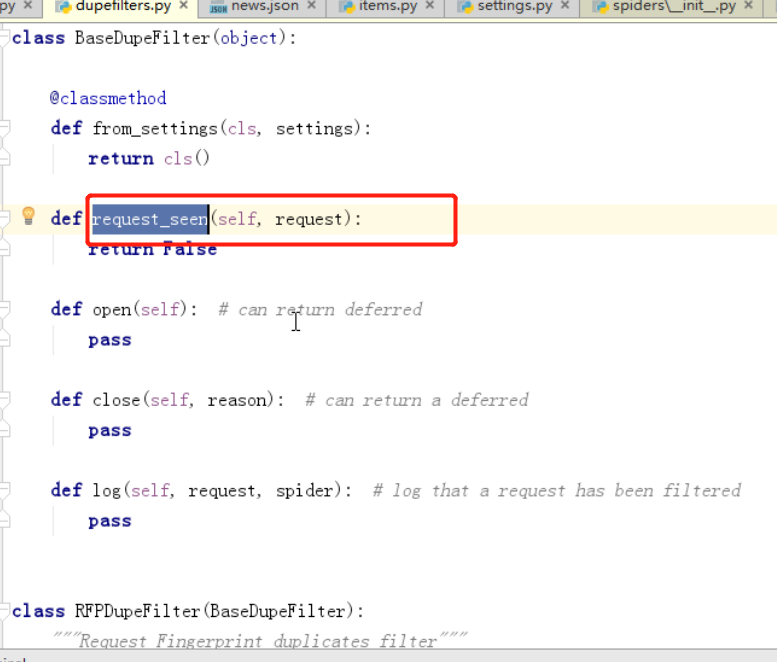 py × dupefilters.py × JSON news.json × items.py × settings.py × spiders\__init__.py ×
class BaseDupeFilter(object):
@classmethod
def from_settings(cls, settings):
return cls()
def request_seen(self, request):
return False
def open(self):  # can return deferred
pass
def close(self, reason):  # can return a deferred
pass
def log(self, request, spider):  # log that a request has been filtered
pass
class RFPDupeFilter(BaseDupeFilter):
"""Request Fingerprint duplicates filter"""